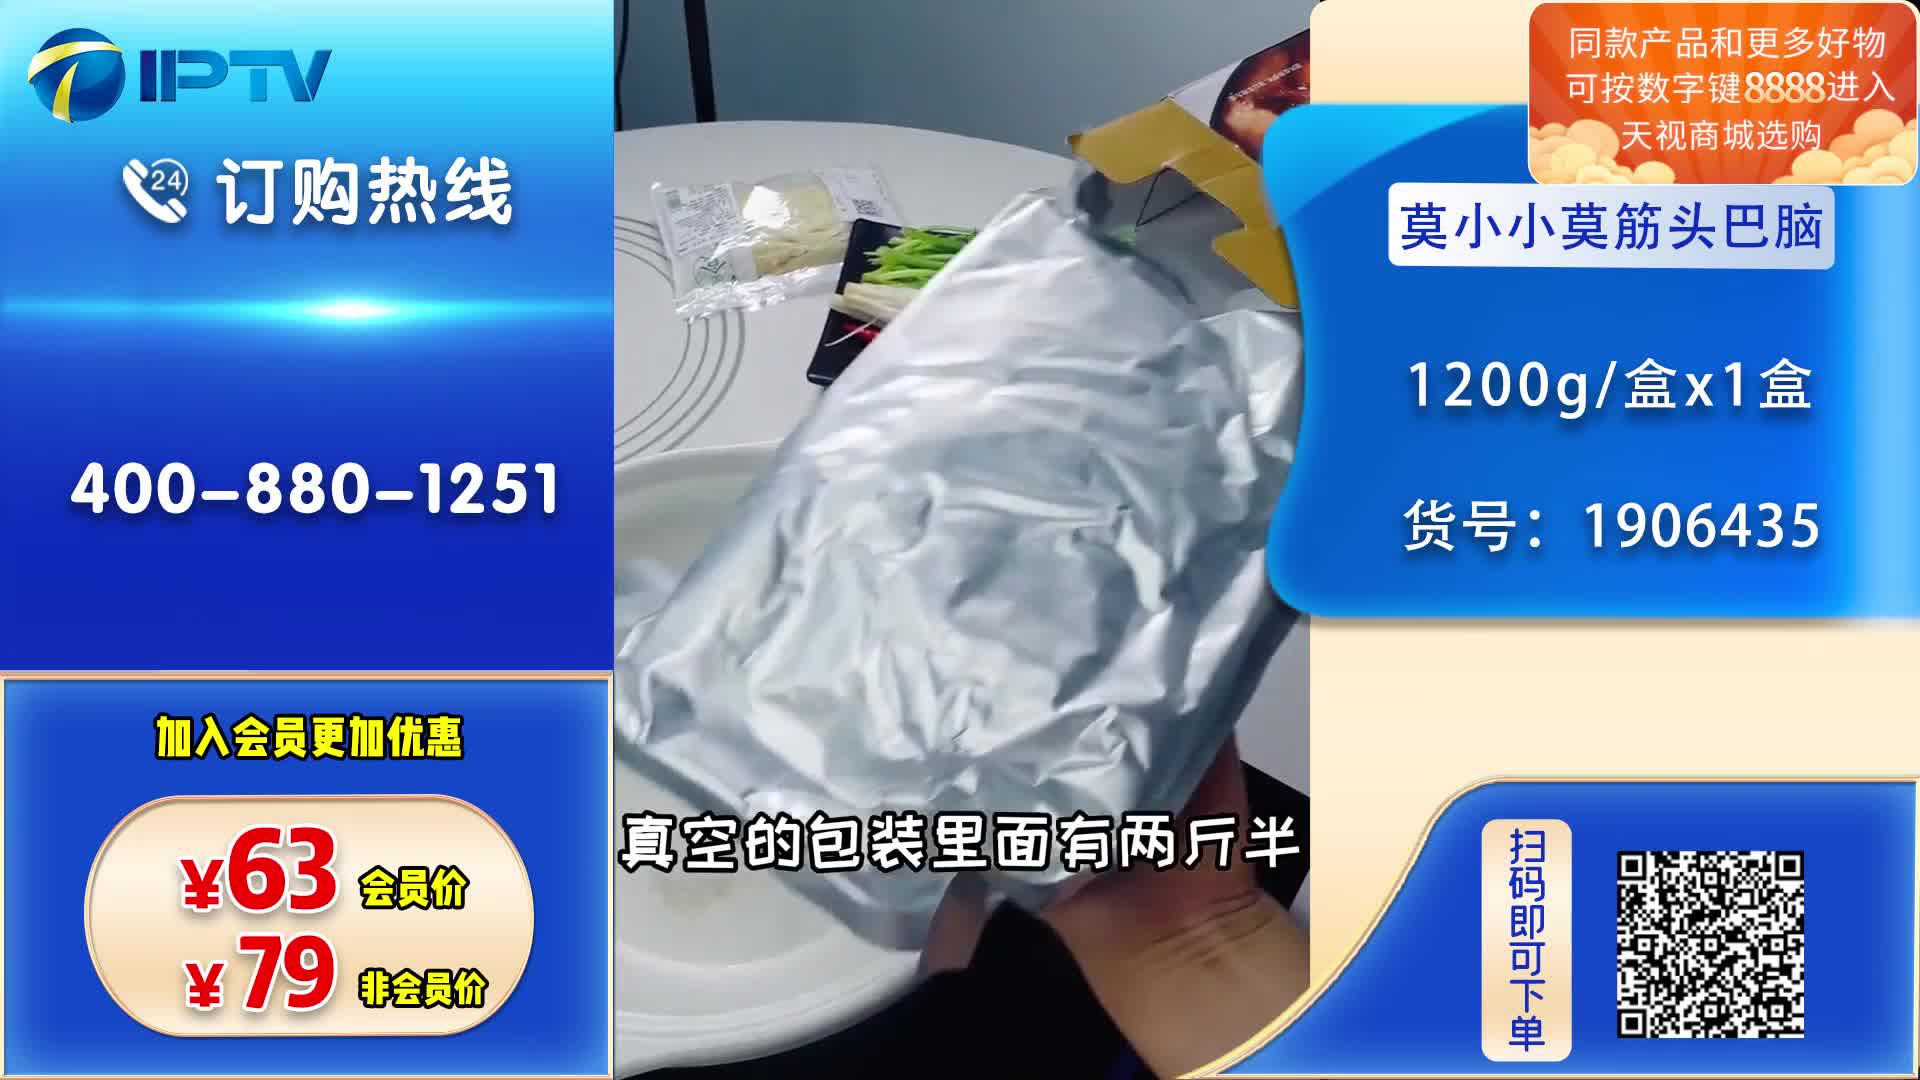 IPTV
24
订购热线
400-880-1251
加入会员更加优惠
¥63 会员价
¥79 非会员价
真空的包装里面有两斤半
同款产品和更多好物
可按数字键8888进入
天视商城选购
莫小小莫筋头巴脑
1200g/盒x1盒
货号：1906435
扫码即可下单